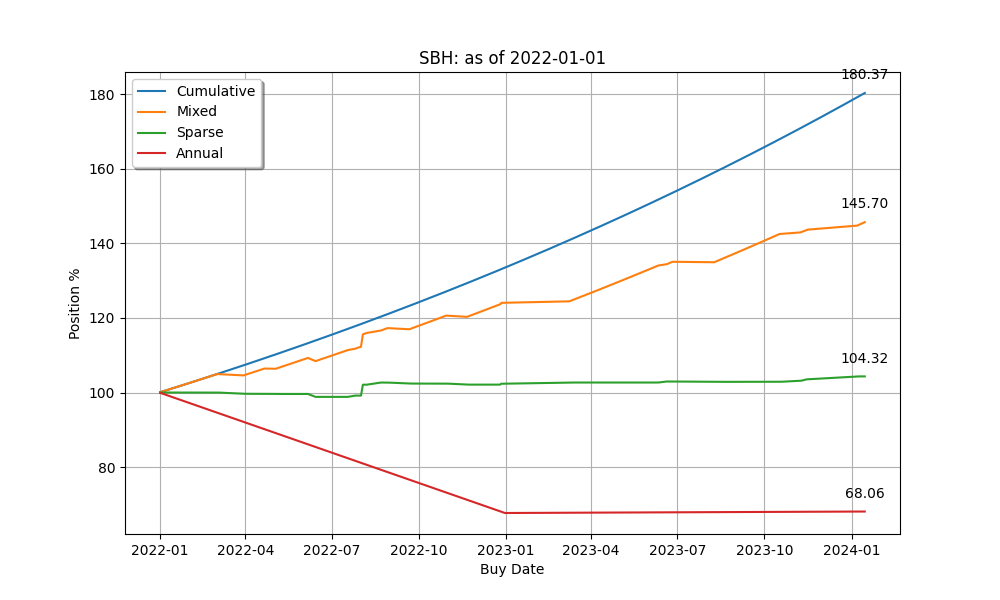 SBH: as of 2022-01-01
180.37
180
Cumulative
Mixed
Sparse
Annual
160
145.70
140
120
104.32
100
80
68.06
Position %
2022-01 2022-04 2022-07 2022-10 2023-01 2023-04 2023-07 2023-10 2024-01
Buy Date